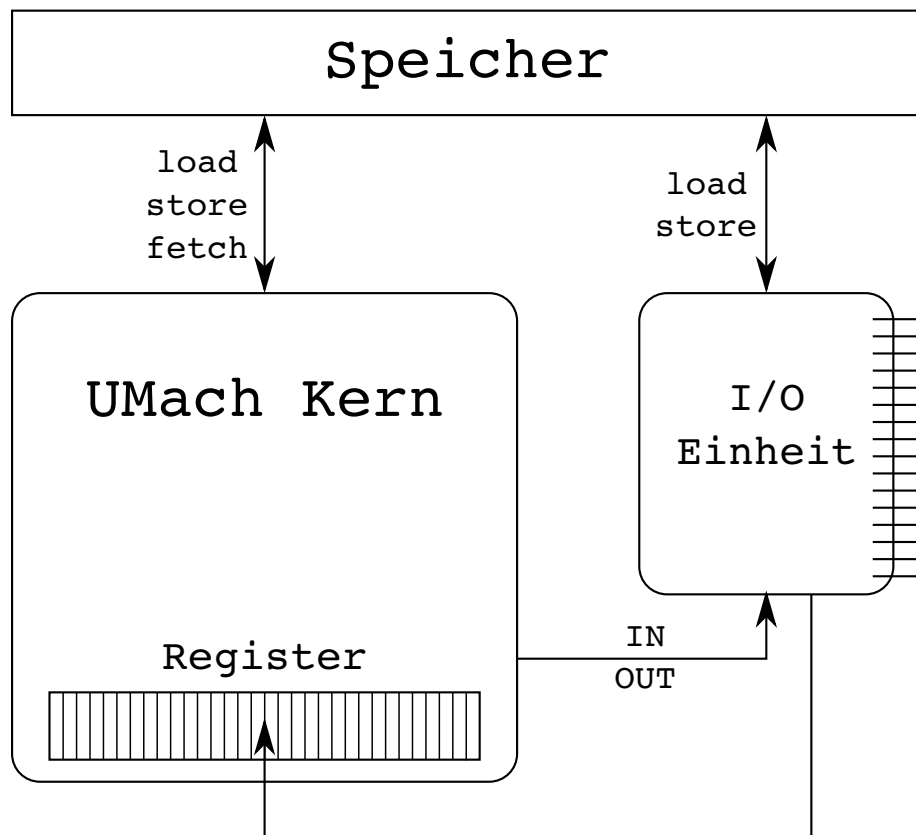 Speicher
load
store
fetch
load
store
UMach Kern
I/O
Einheit
Register
IN
OUT